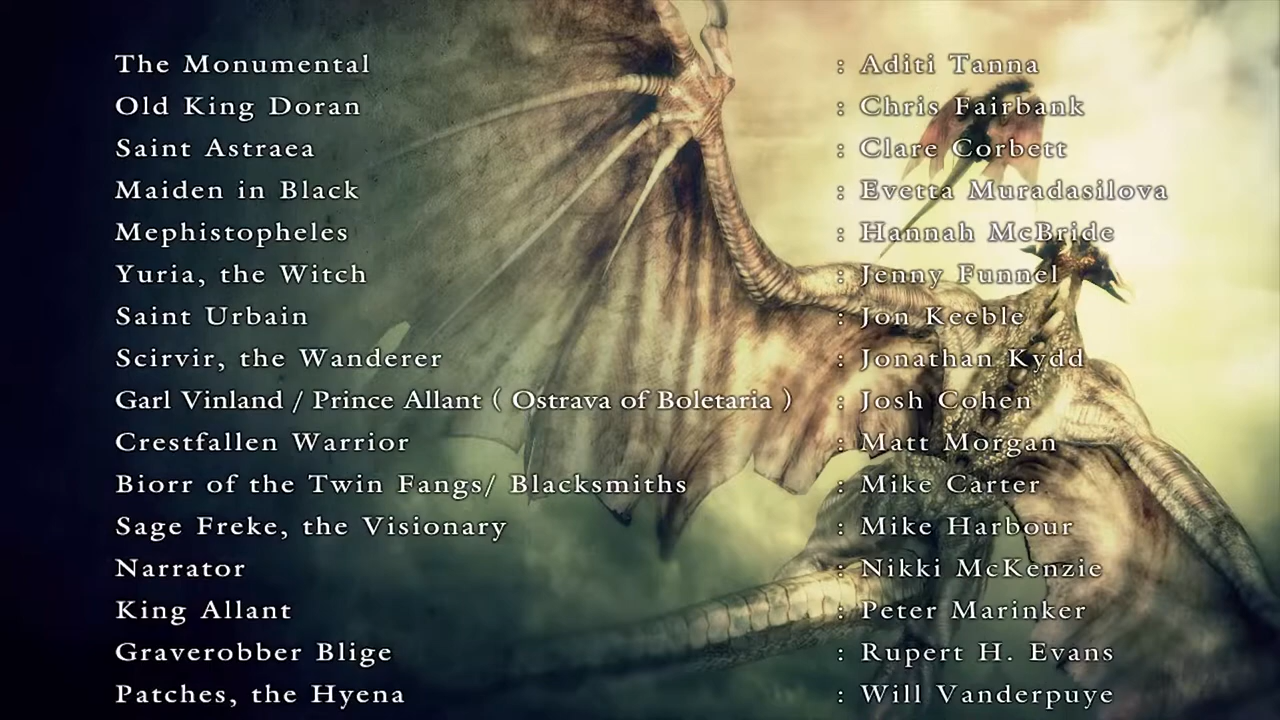 The Monumental : Aditi Tanna
Old King Doran : Chris Fairbank
Saint Astraea : Clare Corbett
Maiden in Black : Evetta Muradasilova
Mephistopheles : Hannah McBride
Yuria, the Witch : Jenny Funnel
Saint Urbain : Jon Keeble
Scirvir, the Wanderer : Jonathan Kydd
Garl Vinland / Prince Allant ( Ostrava of Boletaria ) : Josh Cohen
Crestfallen Warrior : Matt Morgan
Biorr of the Twin Fangs/ Blacksmiths : Mike Carter
Sage Freke, the Visionary : Mike Harbour
Narrator : Nikki McKenzie
King Allant : Peter Marinker
Graverobber Blige : Rupert H. Evans
Patches, the Hyena : Will Vanderpuye